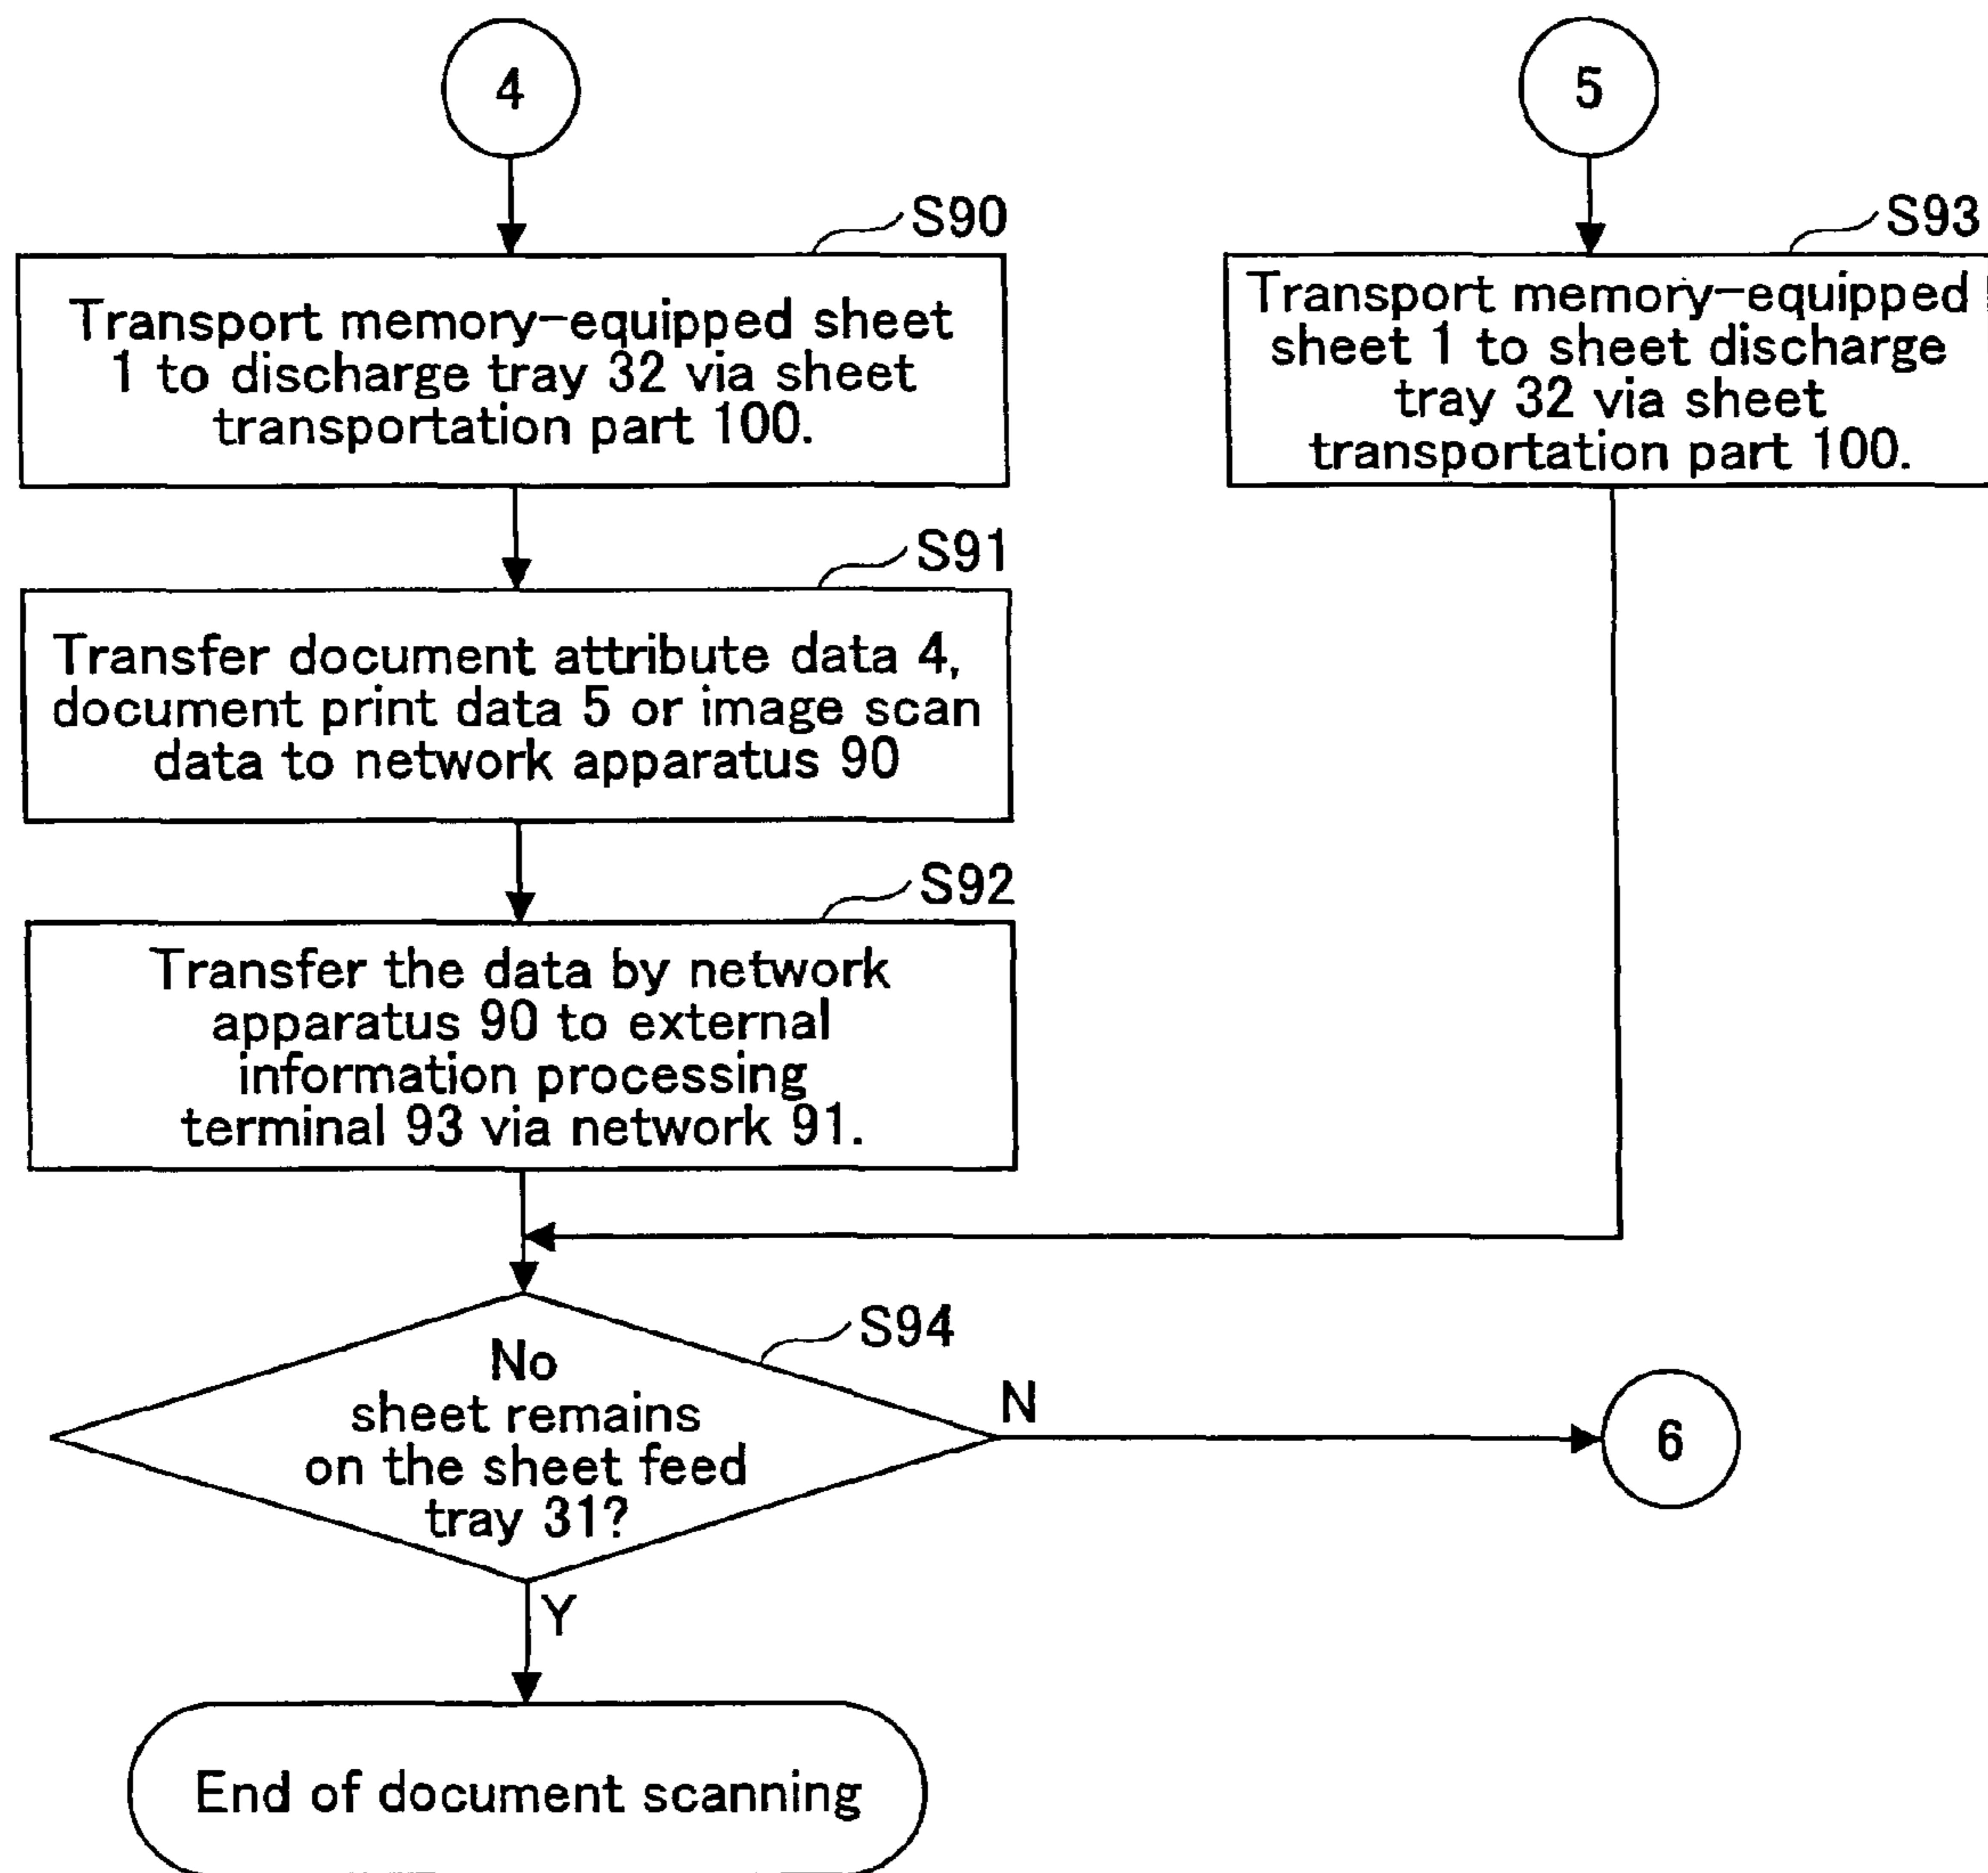 4
S90
Transport memory-equipped sheet
1 to discharge tray 32 via sheet
transportation part 100.
S91
Transfer document attribute data 4,
document print data 5 or image scan
data to network apparatus 90
S92
Transfer the data by network
apparatus 90 to external
information processing
terminal 93 via network 91.
5
S93
Transport memory-equipped
sheet 1 to sheet discharge
tray 32 via sheet
transportation part 100.
S94
No
sheet remains
on the sheet feed
tray 31?
N
6
Y
End of document scanning